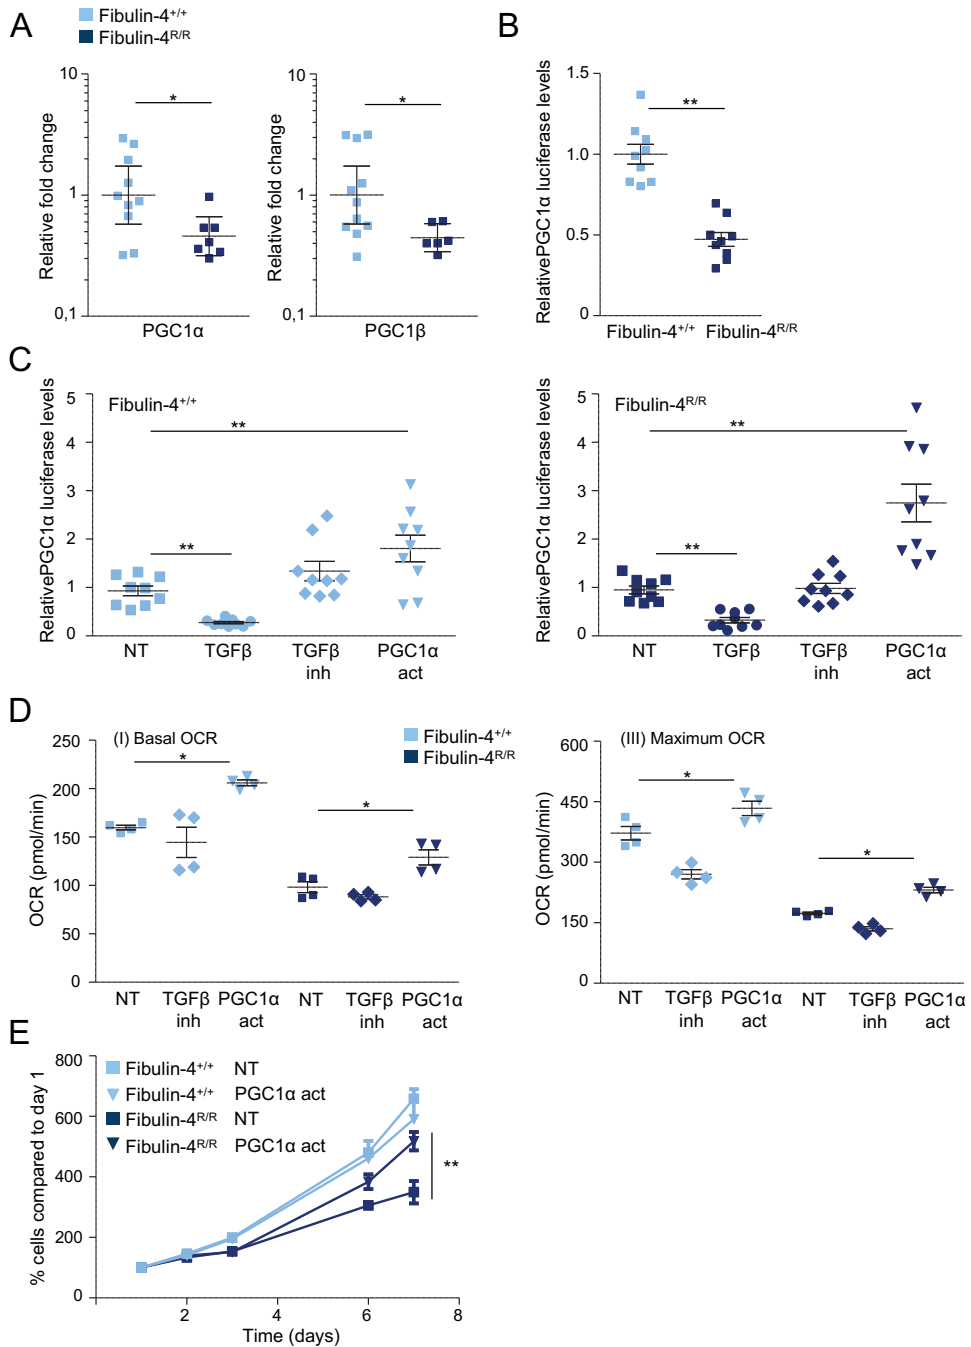 A
Fibulin-4+/+
Fibulin-4R/R
Relative fold change
10
1
0,1
*
PGC1α
Relative fold change
10
1
0,1
*
PGC1β
B
RelativePGC1α luciferase levels
1.5
1.0
0.5
0
**
Fibulin-4+/+ Fibulin-4R/R
C
RelativePGC1α luciferase levels
5
4
3
2
1
0
Fibulin-4+/+
**
**
NT TGFβ TGFβ inh PGC1α act
RelativePGC1α luciferase levels
5
4
3
2
1
0
Fibulin-4R/R
**
**
NT TGFβ TGFβ inh PGC1α act
D
Fibulin-4+/+
Fibulin-4R/R
OCR (pmol/min)
250
200
150
100
50
0
(I) Basal OCR
*
*
NT TGFβ inh PGC1α act NT TGFβ inh PGC1α act
OCR (pmol/min)
600
450
300
150
0
(III) Maximum OCR
*
*
NT TGFβ inh PGC1α act NT TGFβ inh PGC1α act
E
% cells compared to day 1
800
600
400
200
0
Fibulin-4+/+ NT
Fibulin-4+/+ PGC1α act
Fibulin-4R/R NT
Fibulin-4R/R PGC1α act
**
2 4 6 8
Time (days)